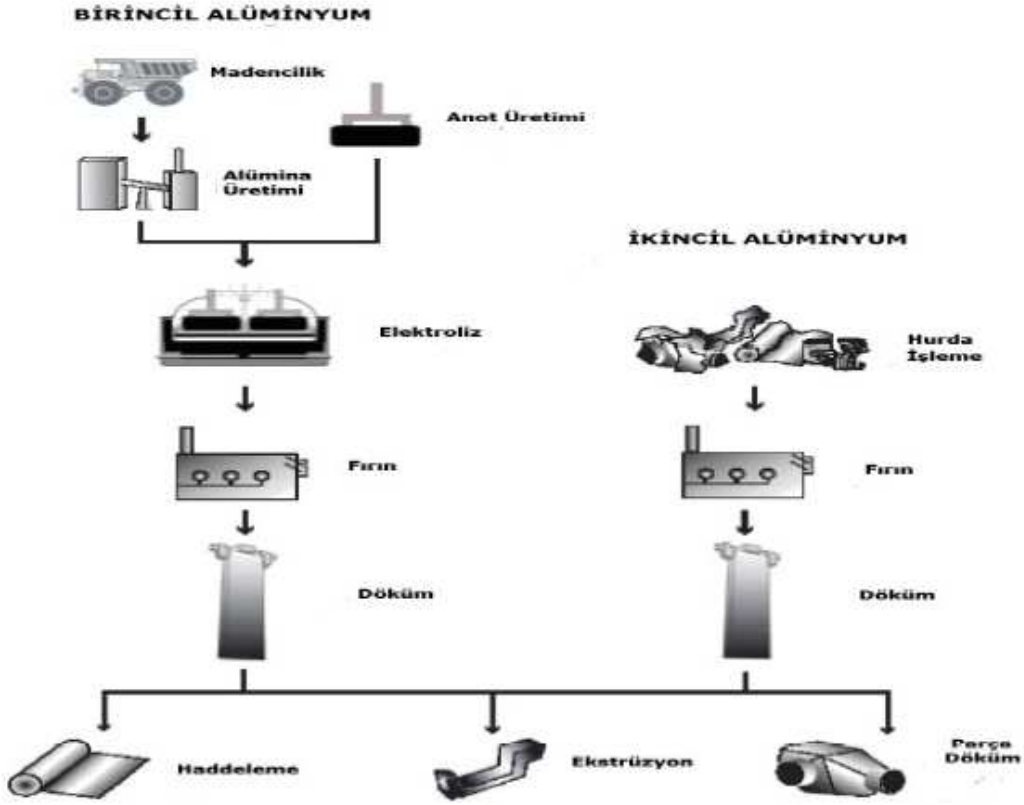 BİRİNCİL ALÜMİNYUM
Madencilik
Anot Üretimi
Alümina
Üretimi
İKİNCİL ALÜMİNYUM
Elektroliz
Hurda
İşleme
Fırın
Fırın
Döküm
Döküm
Haddeleme
Ekstrüzyon
Parça
Döküm